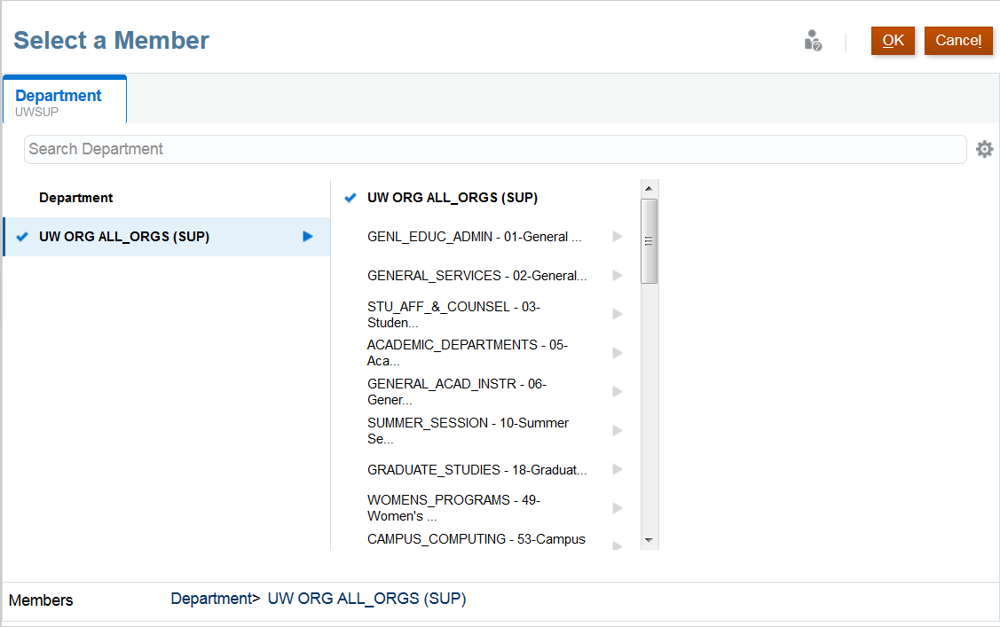 Select a Member
OK
Cancel
Department
UWSUP
Search Department
Department
UW ORG ALL_ORGS (SUP)
UW ORG ALL_ORGS (SUP)
GENL_EDUC_ADMIN - 01-General ...
GENERAL_SERVICES - 02-General...
STU_AFF_&_COUNSEL - 03-
Studen...
ACADEMIC_DEPARTMENTS - 05-
Aca...
GENERAL_ACAD_INSTR - 06-
Gener...
SUMMER_SESSION - 10-Summer
Se...
GRADUATE_STUDIES - 18-Graduat...
WOMENS_PROGRAMS - 49-
Women's ...
CAMPUS_COMPUTING - 53-Campus
Members
Department> UW ORG ALL_ORGS (SUP)